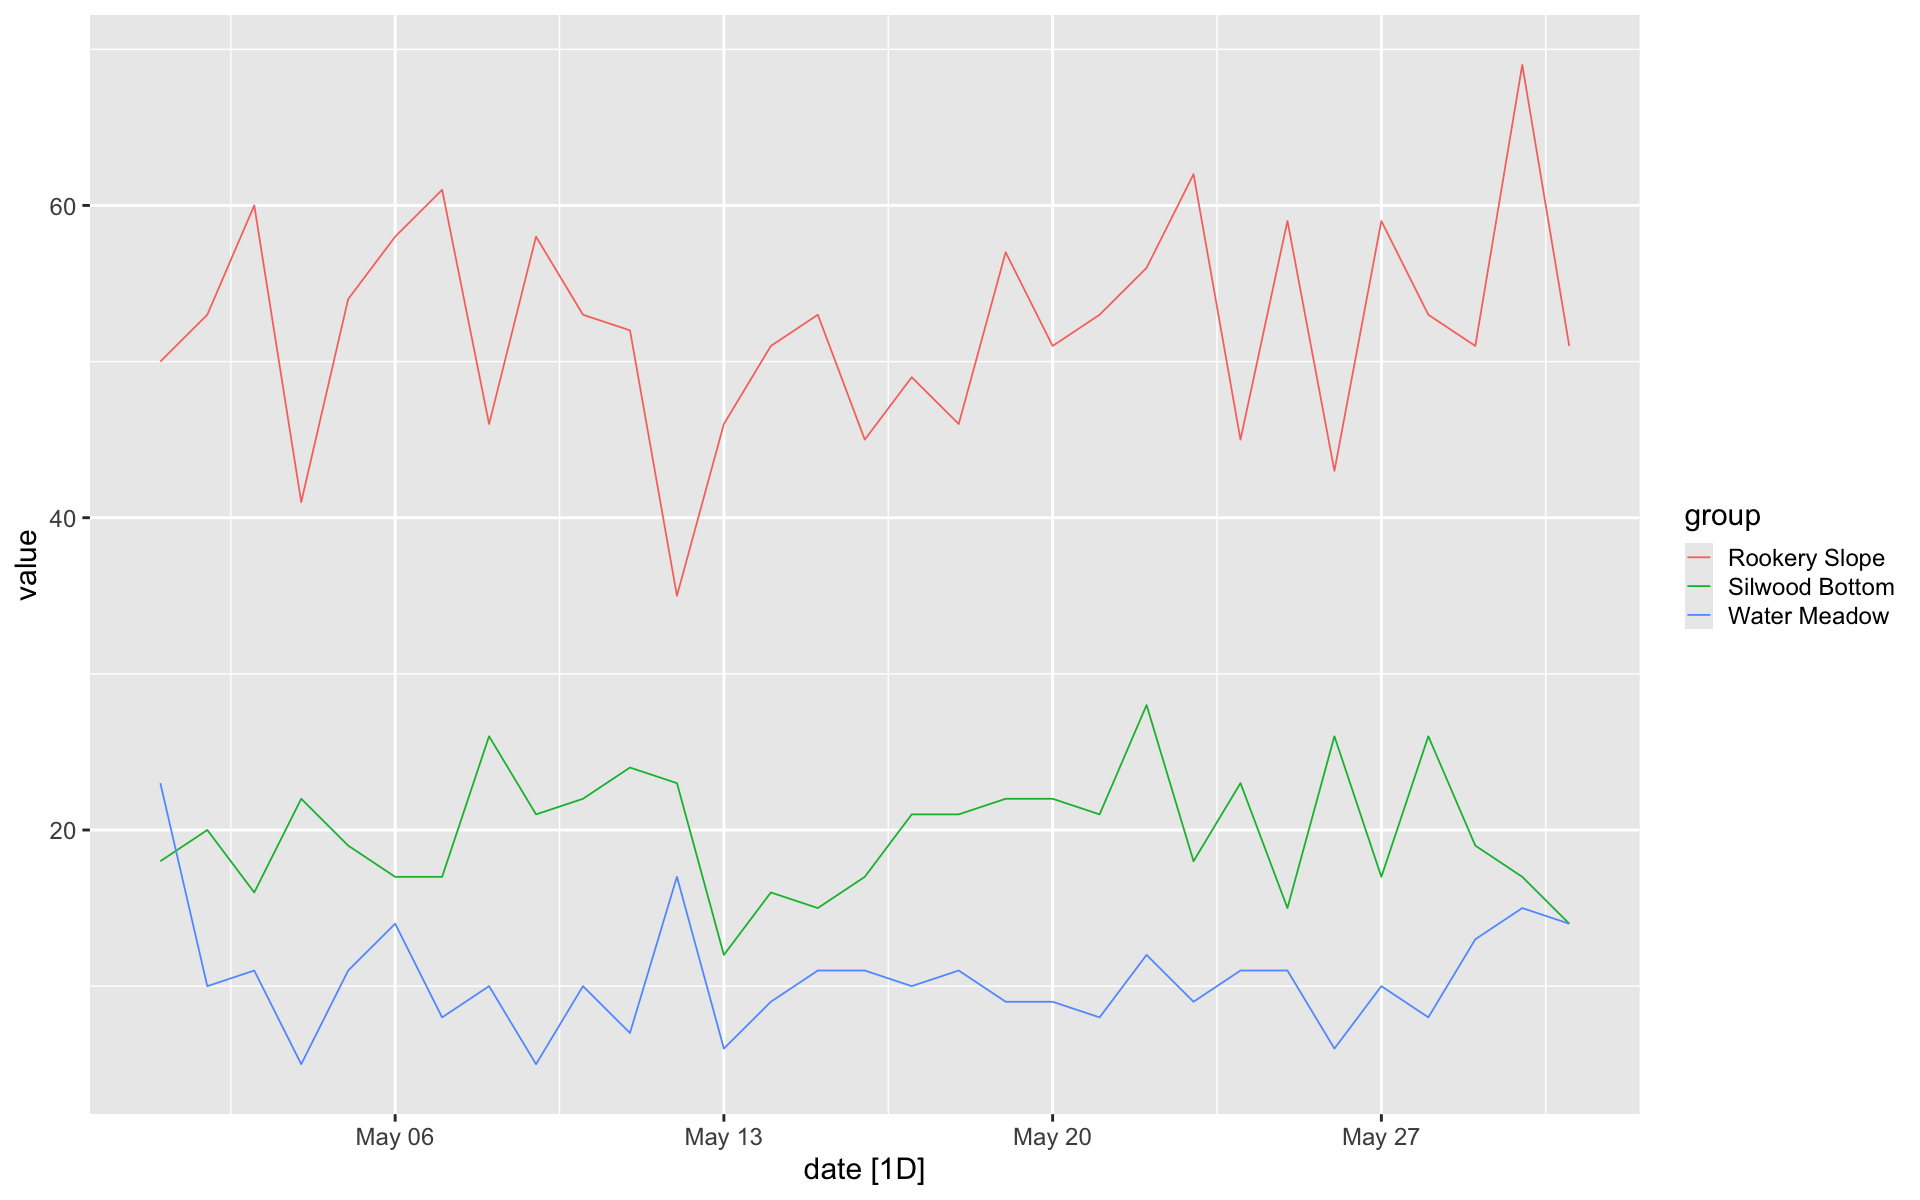 value
60
40
20
May 06
May 13
May 20
May 27
date [1D]
group
Rookery Slope
Silwood Bottom
Water Meadow